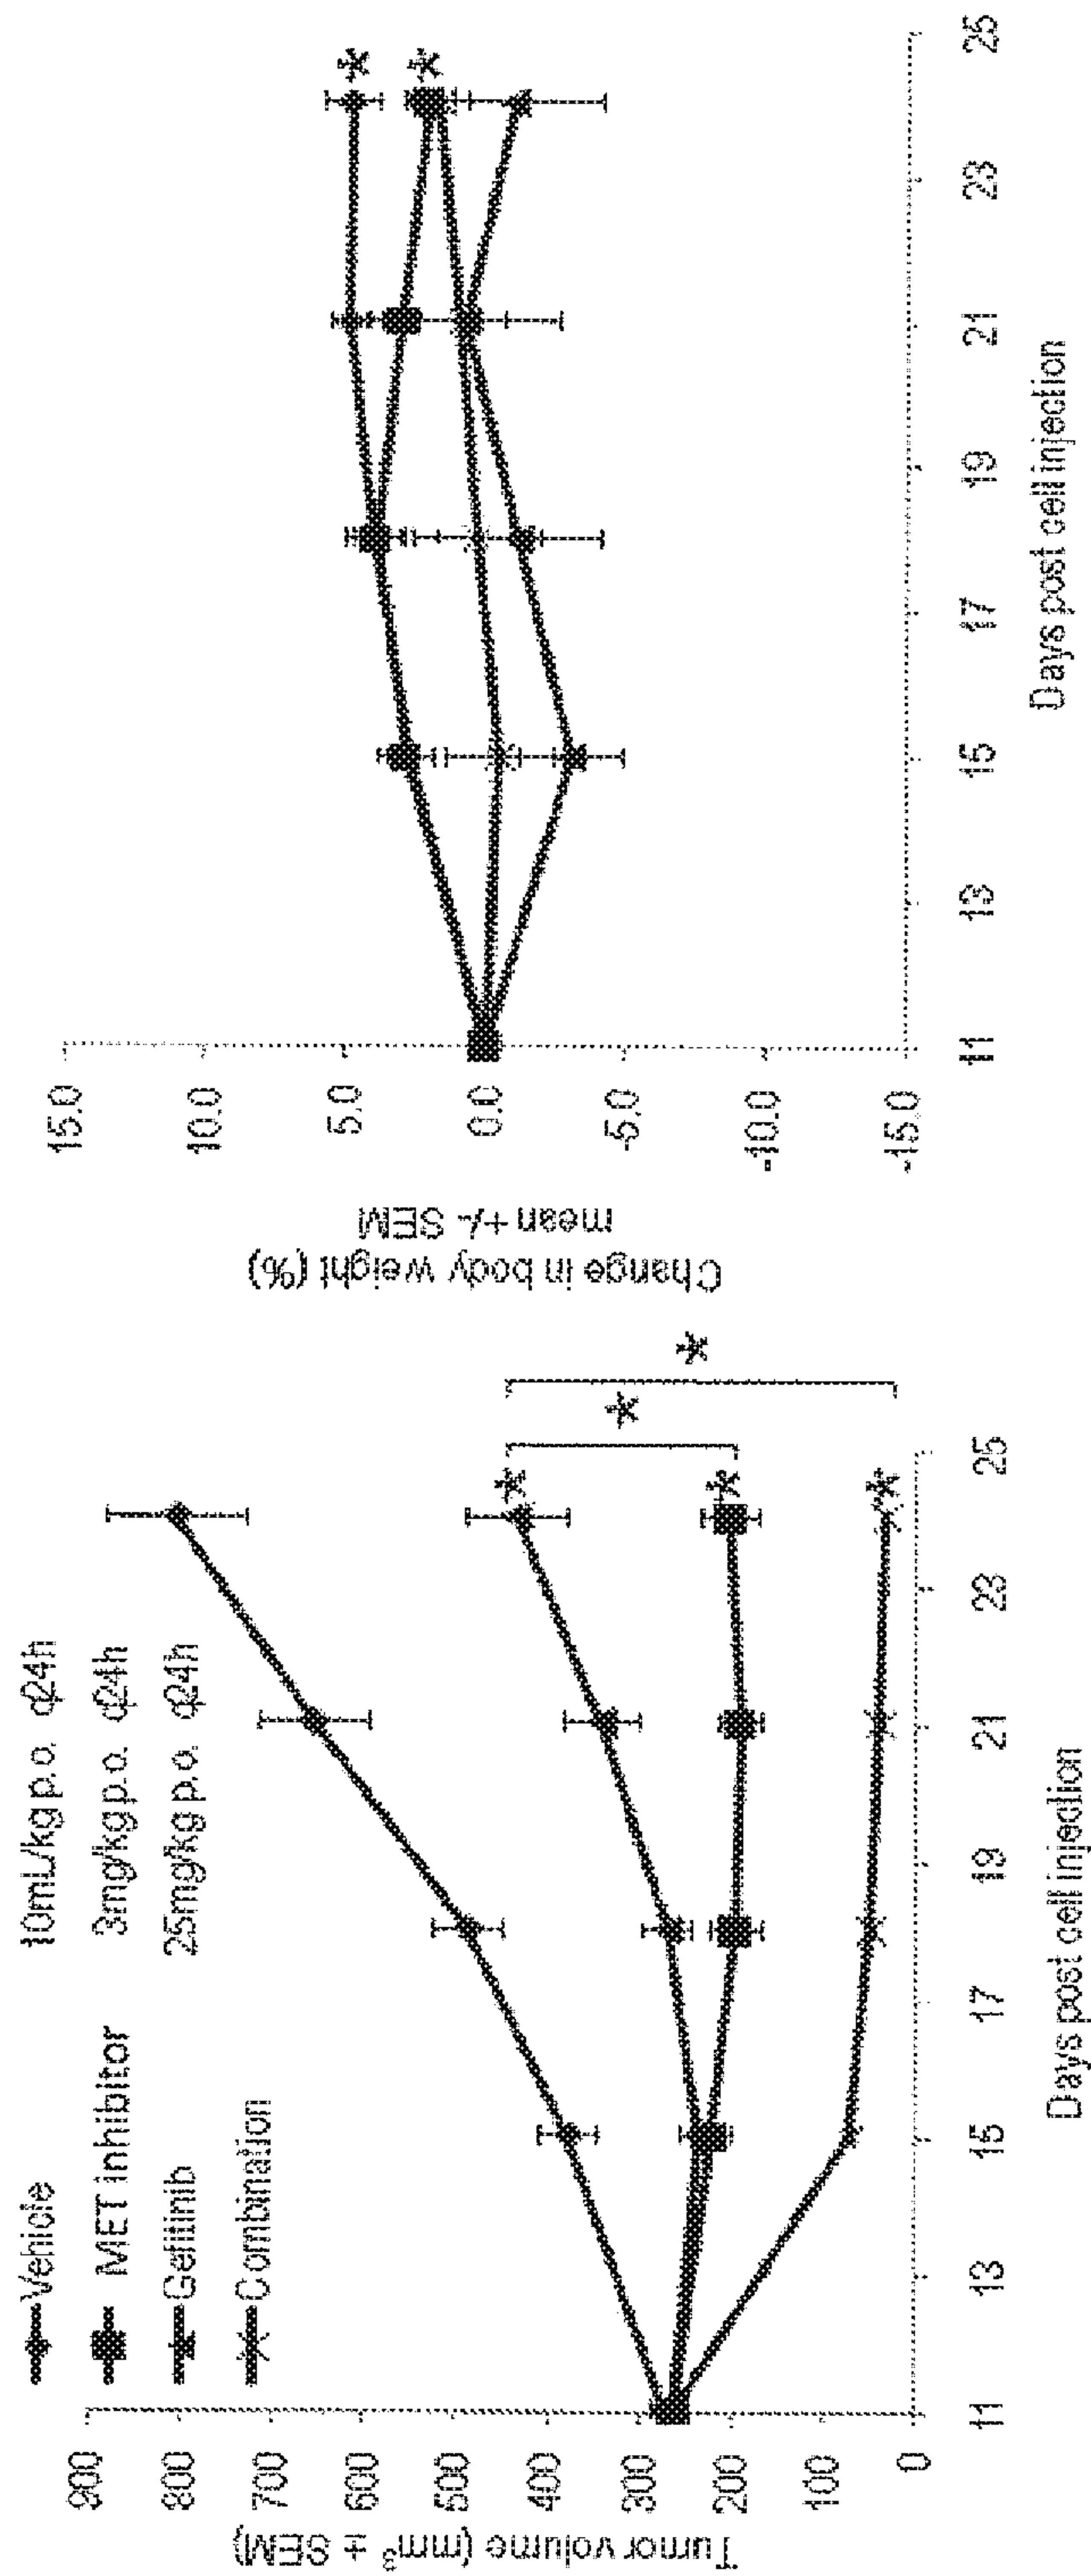 Vehicle 10mL/kg p.o. q24h
MET inhibitor 3mg/kg p.o. q24h
Gefitinib 25mg/kg p.o. q24h
Combination
Tumor volume (mm³ ± SEM)
900
800
700
600
500
400
300
200
100
0
11 13 15 17 19 21 23 25
Days post cell injection
*
*
*
*
*
Change in body weight (%)
mean +/- SEM
15.0
10.0
5.0
0.0
-5.0
-10.0
-15.0
11 13 15 17 19 21 23 25
Days post cell injection
*
*